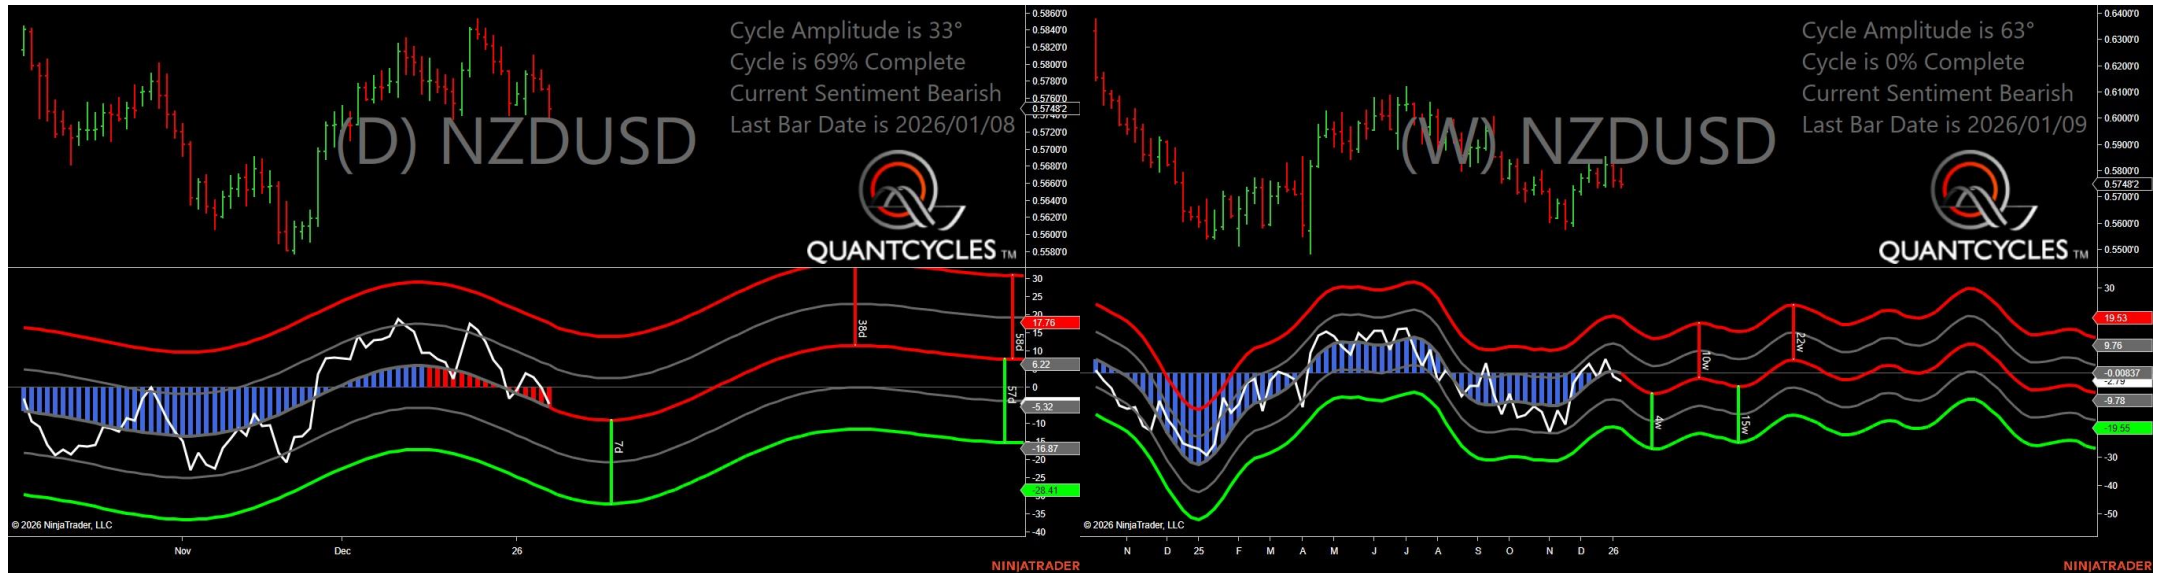 Cycle Amplitude is 33°
Cycle is 69% Complete
Current Sentiment Bearish
Last Bar Date is 2026/01/08
(D) NZDUSD
QUANTCYCLES TM
0.5860'0
0.5840'0
0.5820'0
0.5800'0
0.5780'0
0.5760'0
0.5748'2
0.5720'0
0.5700'0
0.5680'0
0.5660'0
0.5640'0
0.5620'0
0.5600'0
0.5580'0
30
25
20
17.76
15
10
6.22
0
-5.32
-10
-15
-16.87
-20
-25
-28.41
-35
-40
7d
38d
58d
57d
© 2026 NinjaTrader, LLC
Nov
Dec
26
NINJATRADER
Cycle Amplitude is 63°
Cycle is 0% Complete
Current Sentiment Bearish
Last Bar Date is 2026/01/09
(W) NZDUSD
QUANTCYCLES TM
0.6400'0
0.6200'0
0.6100'0
0.6000'0
0.5900'0
0.5800'0
0.5748'2
0.5700'0
0.5600'0
0.5500'0
30
19.53
9.76
-0.00837
-2.79
-9.78
-19.55
-30
-40
-50
4w
10w
15w
22w
© 2026 NinjaTrader, LLC
N
D
25
F
M
A
M
J
J
A
S
O
N
D
26
NINJATRADER